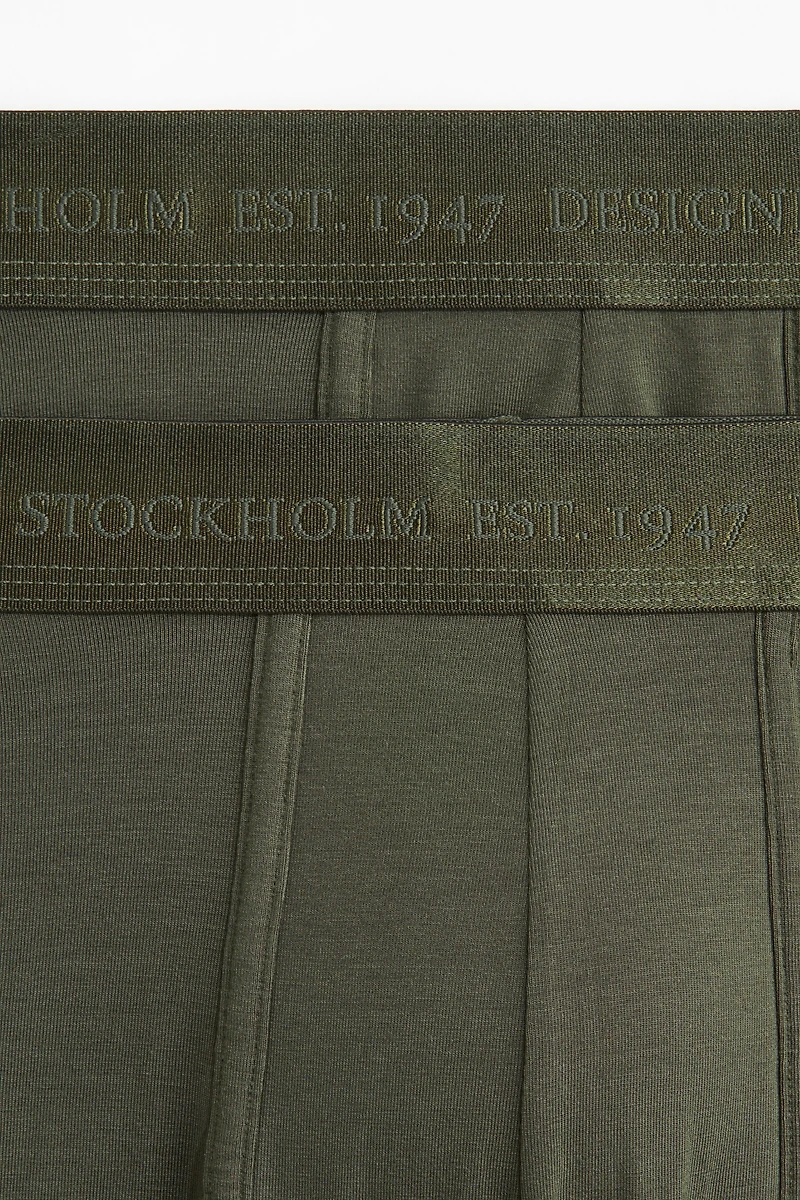 HOLM EST. 1947 DESIGN
STOCKHOLM EST. 1947